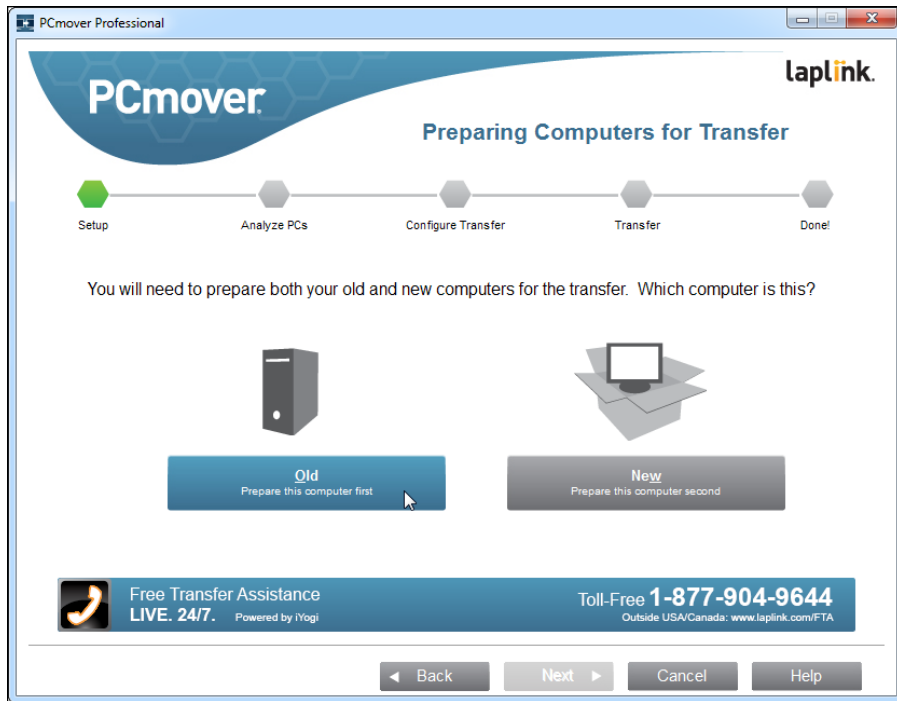 PCmover Professional
laplink.
PCmover
Preparing Computers for Transfer
Setup
Analyze PCs
Configure Transfer
Transfer
Done!
You will need to prepare both your old and new computers for the transfer. Which computer is this?
Old
Prepare this computer first
New
Prepare this computer second
Free Transfer Assistance
LIVE. 24/7. Powered by iYogi
Toll-Free 1-877-904-9644
Outside USA/Canada: www.laplink.com/FTA
Back
Next
Cancel
Help